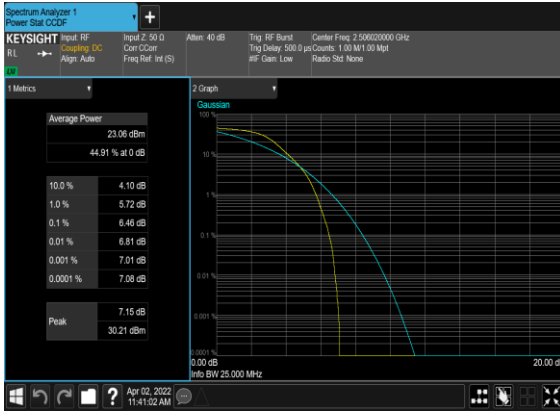 Spectrum Analyzer 1
Power Stat CCDF
KEYSIGHT
Input: RF
Input Z: 50 Ω
Atten: 40 dB
Trig: RF Burst
Center Freq: 2.506020000 GHz
RL
Coupling: DC
Corr CCorr
Trig Delay: 500.0 µs
Counts: 1.00 M/1.00 Mpt
Align: Auto
Freq Ref: Int (S)
#IF Gain: Low
Radio Std: None
1 Metrics
2 Graph
Average Power
23.06 dBm
44.91 % at 0 dB
10.0 % 4.10 dB
1.0 % 5.72 dB
0.1 % 6.46 dB
0.01 % 6.81 dB
0.001 % 7.01 dB
0.0001 % 7.08 dB
Peak
7.15 dB
30.21 dBm
Gaussian
100 %
10 %
1 %
0.1 %
0.01 %
0.001 %
0.0001 %
0.00 dB
20.00 d
Info BW 25.000 MHz
Apr 02, 2022
11:41:02 AM